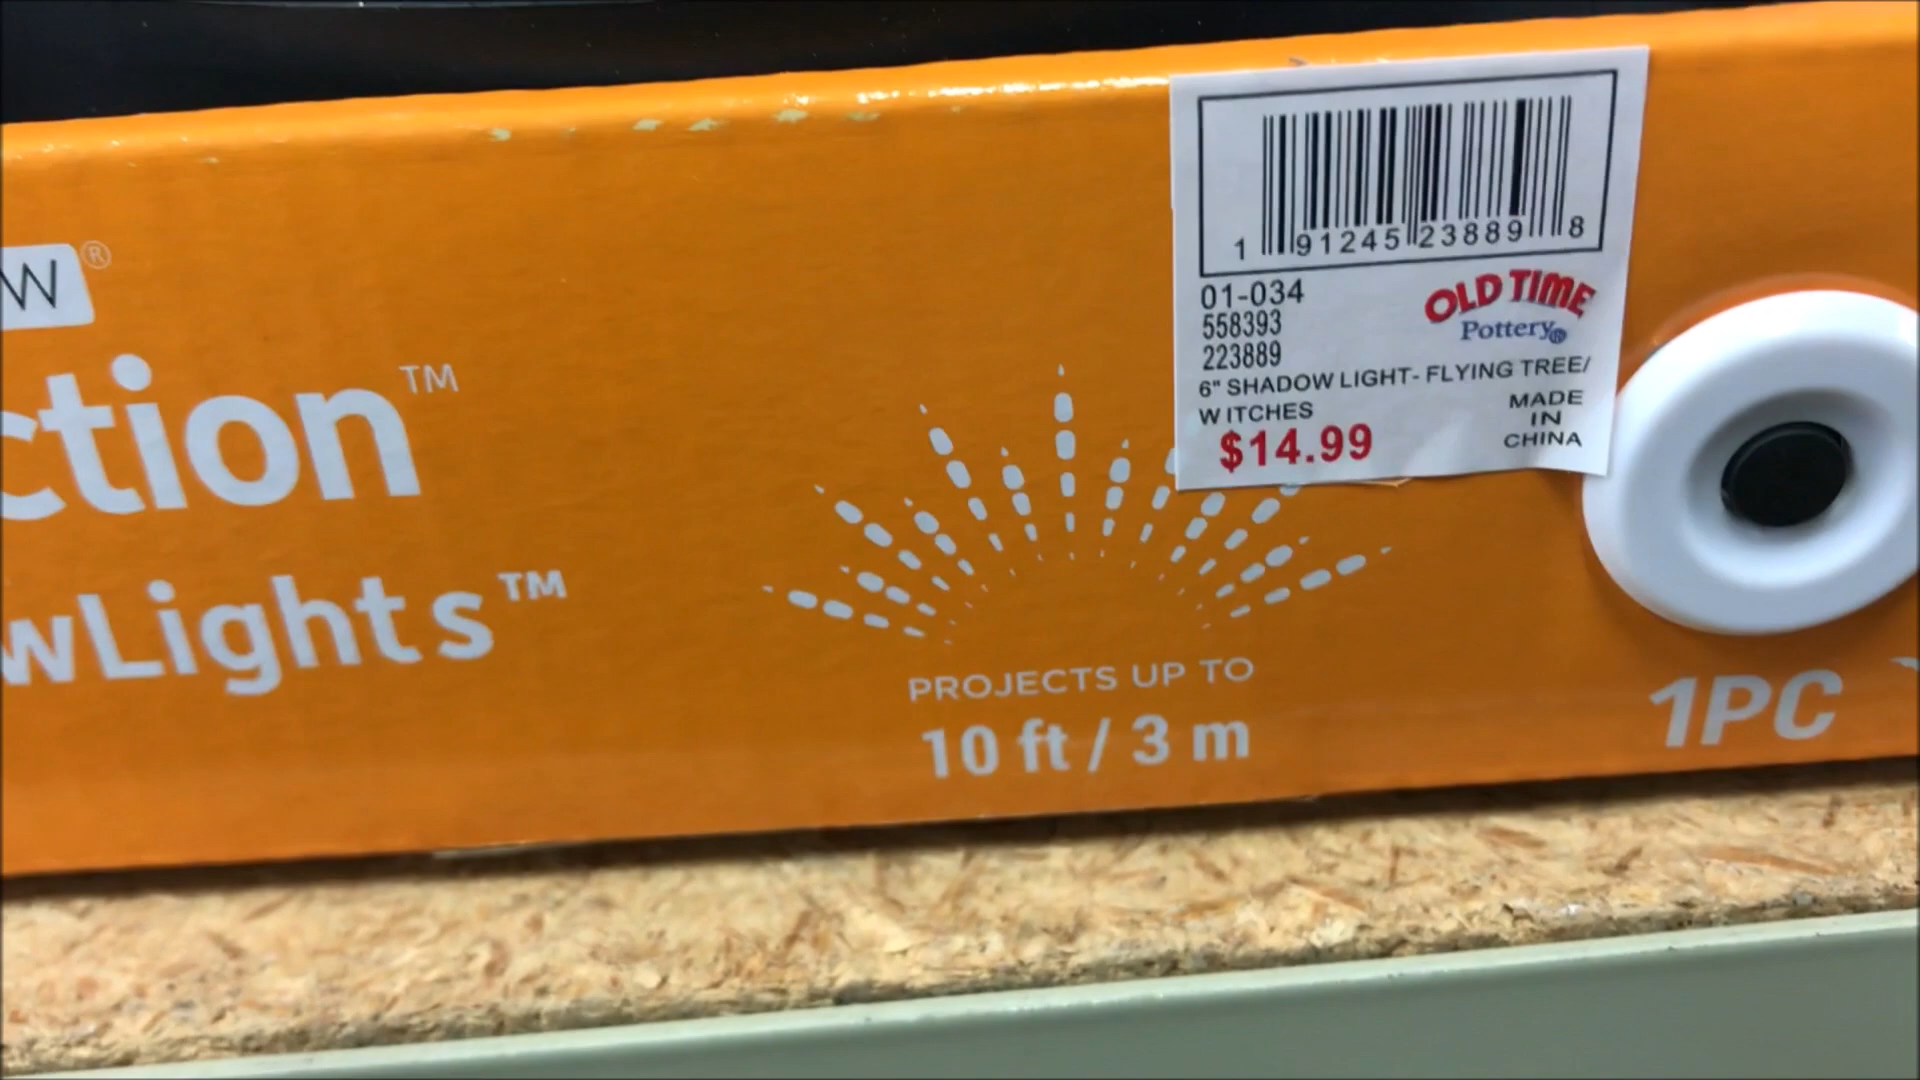 W®
ction™
wLights™
PROJECTS UP TO
10 ft / 3 m
1 91245 23889 8
01-034
558393
223889
OLD TIME
Pottery®
6" SHADOW LIGHT- FLYING TREE/
W ITCHES
$14.99
MADE
IN
CHINA
1PC